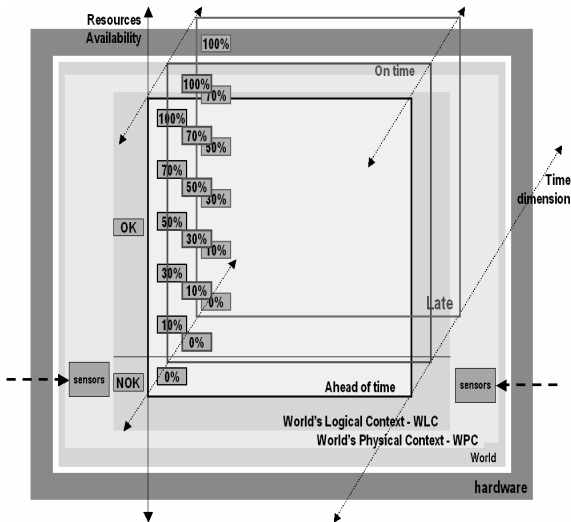 Resources
Availability
100%
On time
100%
70%
100%
70%
50%
Time
dimension
70%
50%
30%
OK
50%
30%
10%
30%
10%
0%
Late
10%
0%
sensors
NOK
0%
Ahead of time
sensors
World's Logical Context - WLC
World's Physical Context - WPC
World
hardware